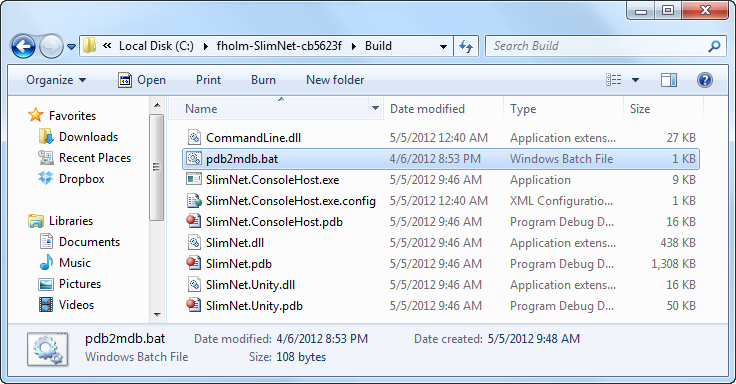 Local Disk (C:) fholm-SlimNet-cb5623f Build Search Build
Organize Open Print Burn New folder
Favorites
Downloads
Recent Places
Dropbox
Libraries
Documents
Music
Pictures
Videos
Name Date modified Type Size
CommandLine.dll 5/5/2012 12:40 AM Application extens... 27 KB
pdb2mdb.bat 4/6/2012 8:53 PM Windows Batch File 1 KB
SlimNet.ConsoleHost.exe 5/5/2012 9:46 AM Application 9 KB
SlimNet.ConsoleHost.exe.config 5/5/2012 12:40 AM XML Configuratio... 1 KB
SlimNet.ConsoleHost.pdb 5/5/2012 9:46 AM Program Debug D... 16 KB
SlimNet.dll 5/5/2012 9:46 AM Application extens... 438 KB
SlimNet.pdb 5/5/2012 9:46 AM Program Debug D... 1,308 KB
SlimNet.Unity.dll 5/5/2012 9:46 AM Application extens... 16 KB
SlimNet.Unity.pdb 5/5/2012 9:46 AM Program Debug D... 50 KB
pdb2mdb.bat Date modified: 4/6/2012 8:53 PM Date created: 5/5/2012 9:48 AM
Windows Batch File Size: 108 bytes